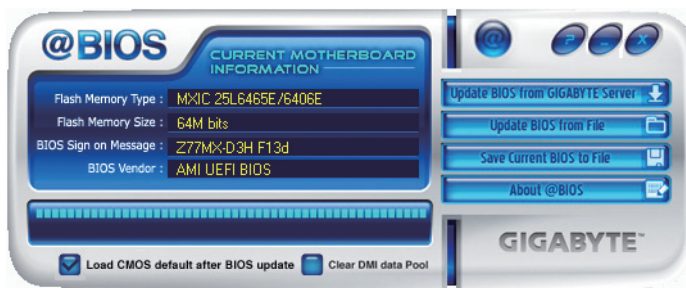 @BIOS
CURRENT MOTHERBOARD
INFORMATION
Flash Memory Type : MXIC 25L6465E/6406E
Flash Memory Size : 64M bits
BIOS Sign on Message : Z77MX-D3H F13d
BIOS Vendor : AMI UEFI BIOS
Load CMOS default after BIOS update
Clear DMI data Pool
@
? - X
Update BIOS from GIGABYTE Server
Update BIOS from File
Save Current BIOS to File
About @BIOS
GIGABYTE™